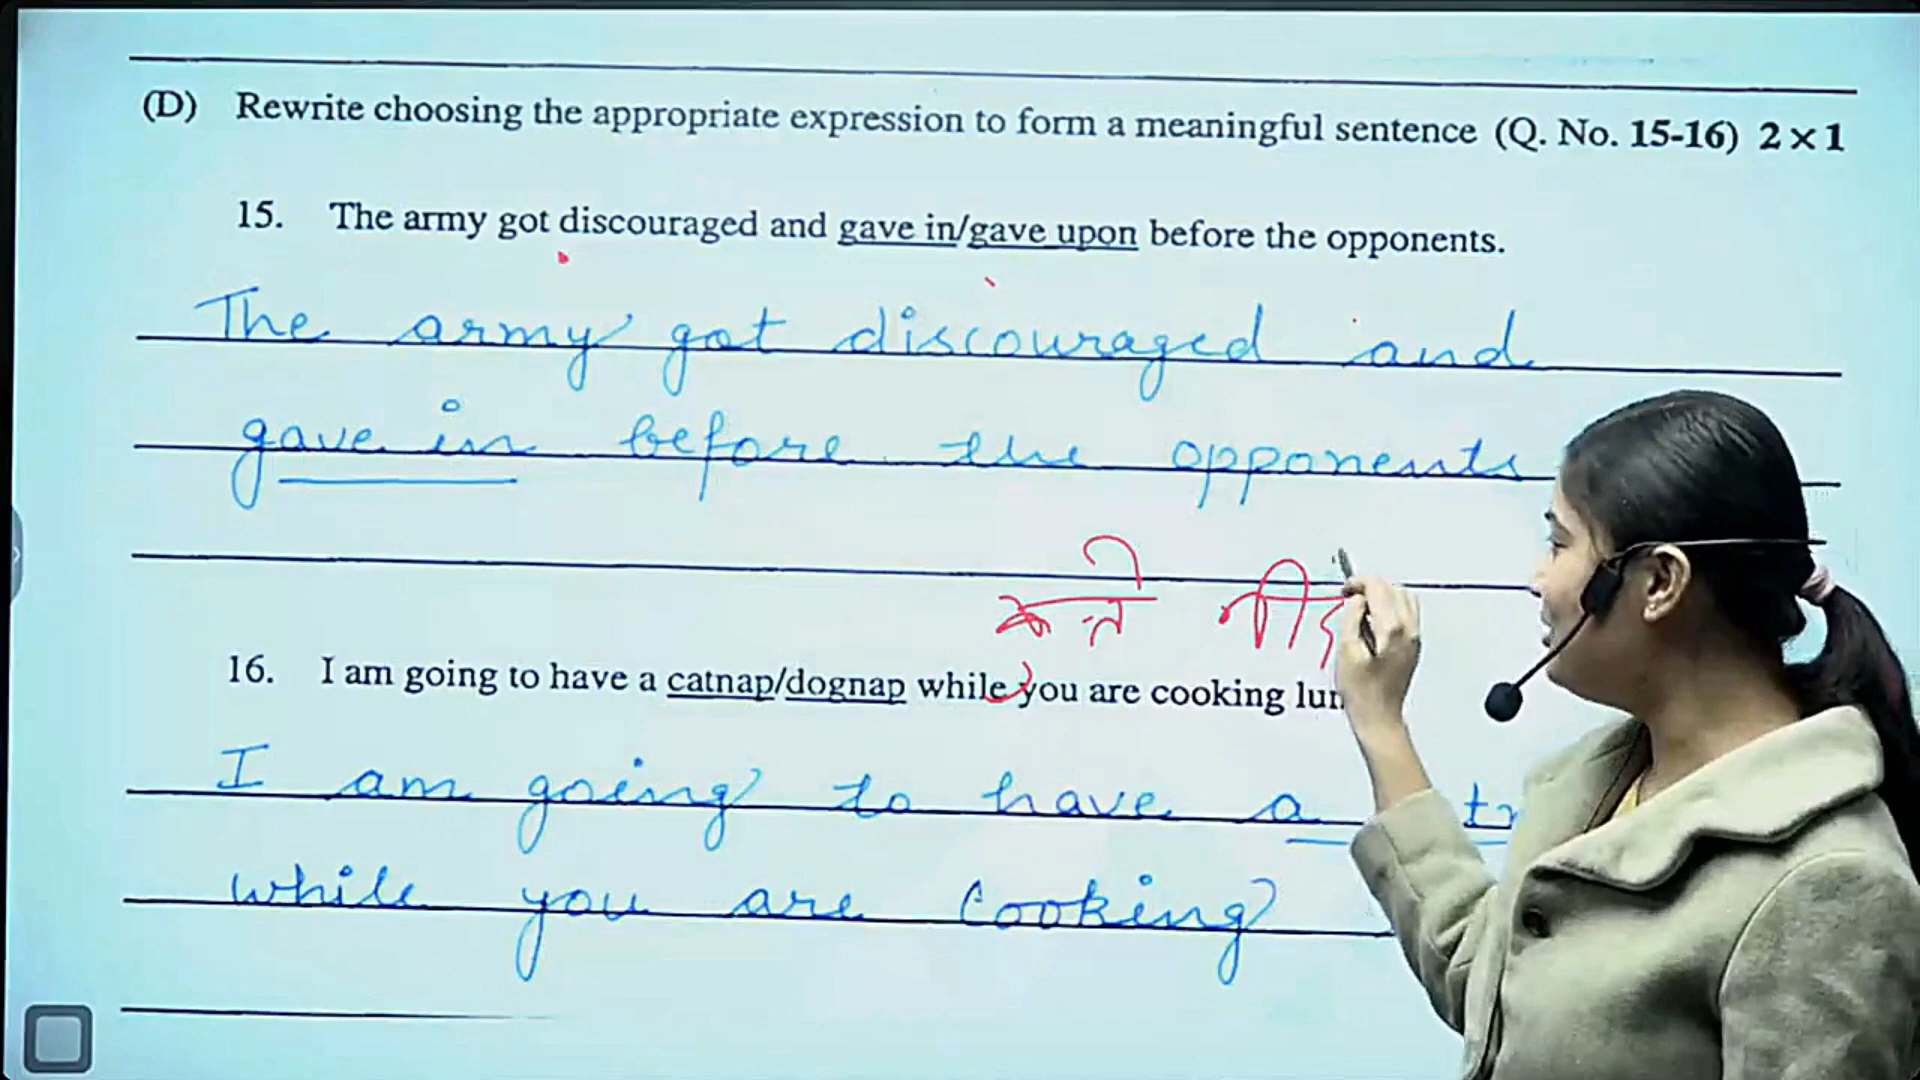 (D) Rewrite choosing the appropriate expression to form a meaningful sentence (Q. No. 15-16) 2 × 1
15. The army got discouraged and gave in/gave upon before the opponents.
The army got discouraged and
gave in before the opponents
16. I am going to have a catnap/dognap while you are cooking
I am going to have a
while you are cooking